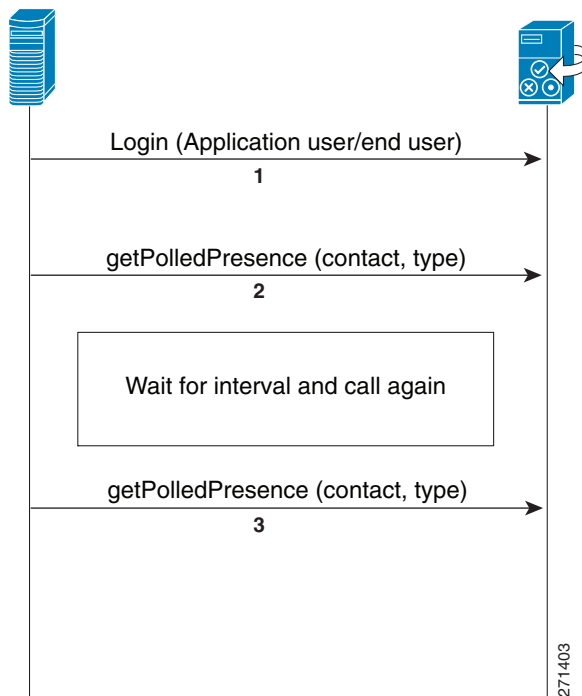 Login (Application user/end user)
1
getPolledPresence (contact, type)
2
Wait for interval and call again
getPolledPresence (contact, type)
3
271403